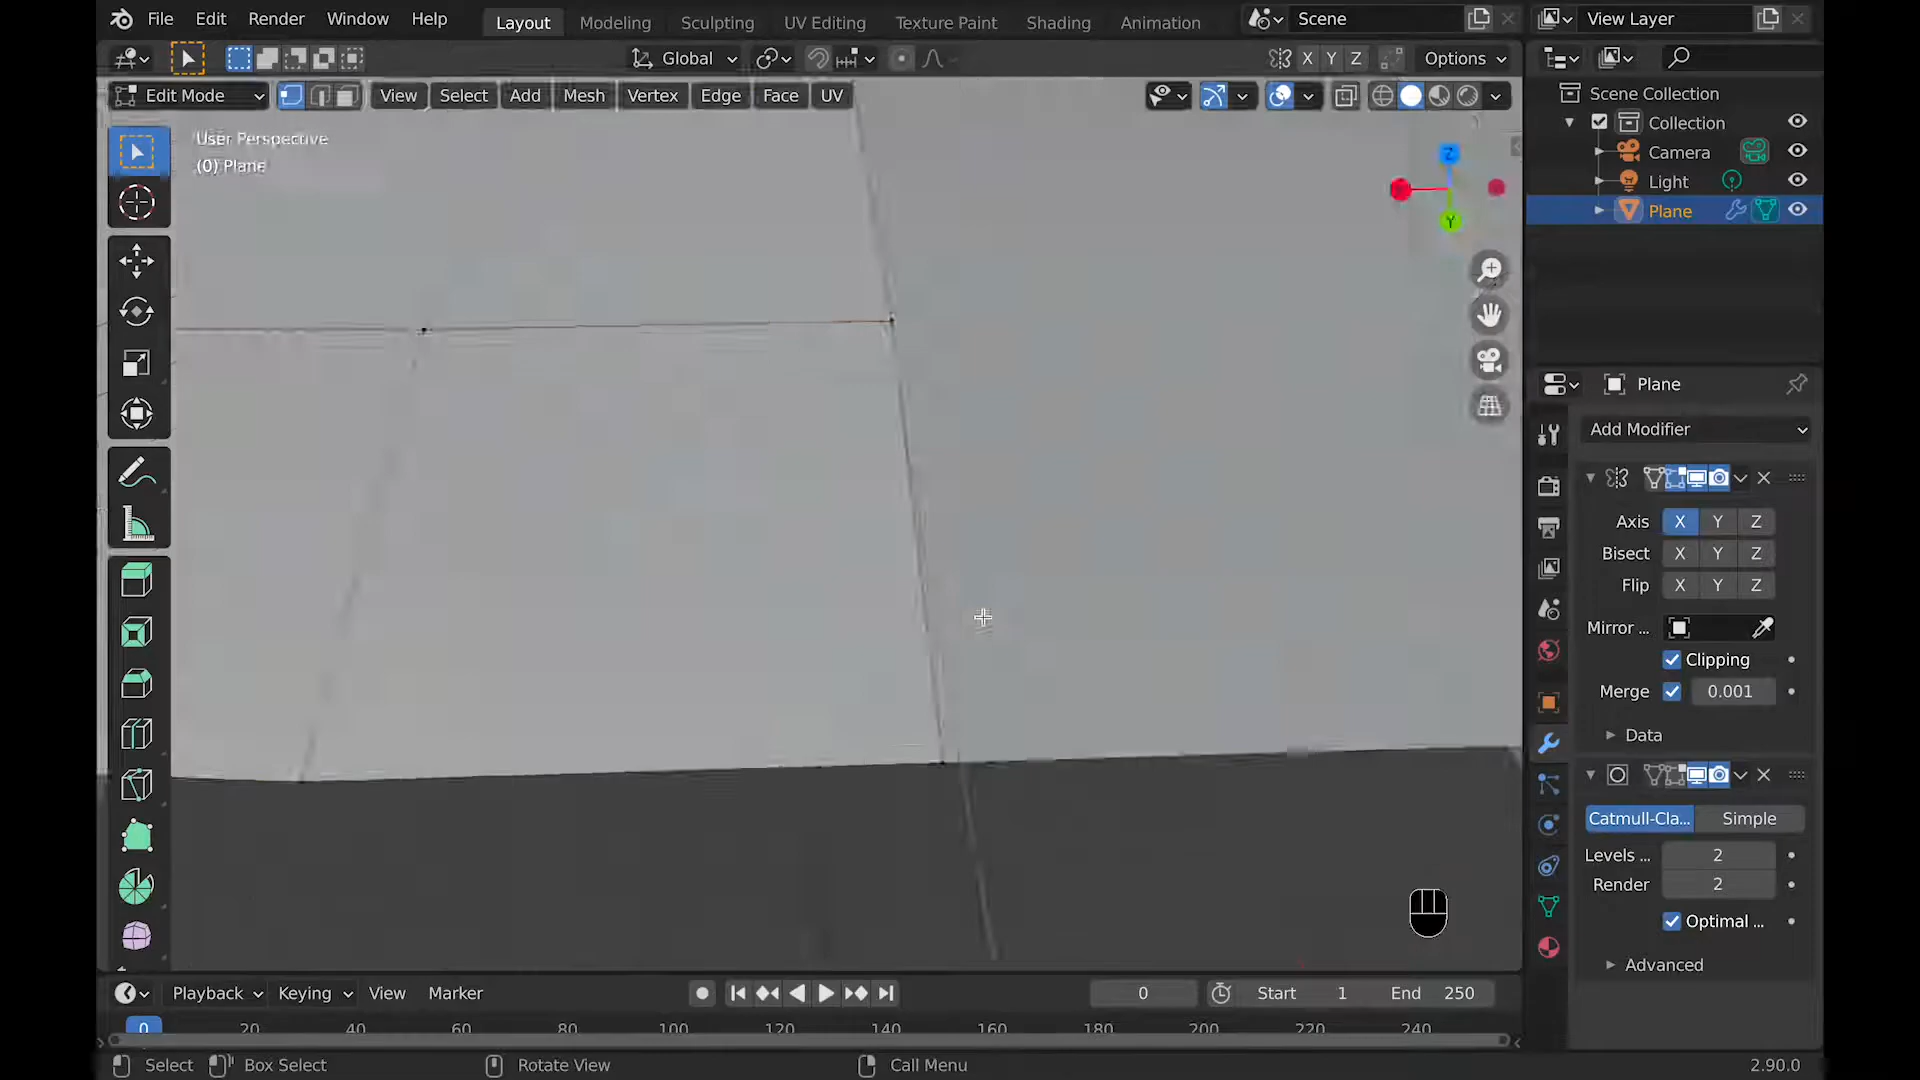 File Edit Render Window Help Layout Modeling Sculpting UV Editing Texture Paint Shading Animation Scene View Layer
Global X Y Z Options
Edit Mode View Select Add Mesh Vertex Edge Face UV
User Perspective
(0) Plane
Z
Y
Scene Collection
Collection
Camera
Light
Plane
Plane
Add Modifier
Axis X Y Z
Bisect X Y Z
Flip X Y Z
Mirror ...
Clipping
Merge 0.001
Data
Catmull-Cla... Simple
Levels ... 2
Render 2
Optimal ...
Advanced
Playback Keying View Marker 0 Start 1 End 250
0 20 40 60 80 100 120 140 160 180 200 220 240
Select Box Select Rotate View Call Menu 2.90.0